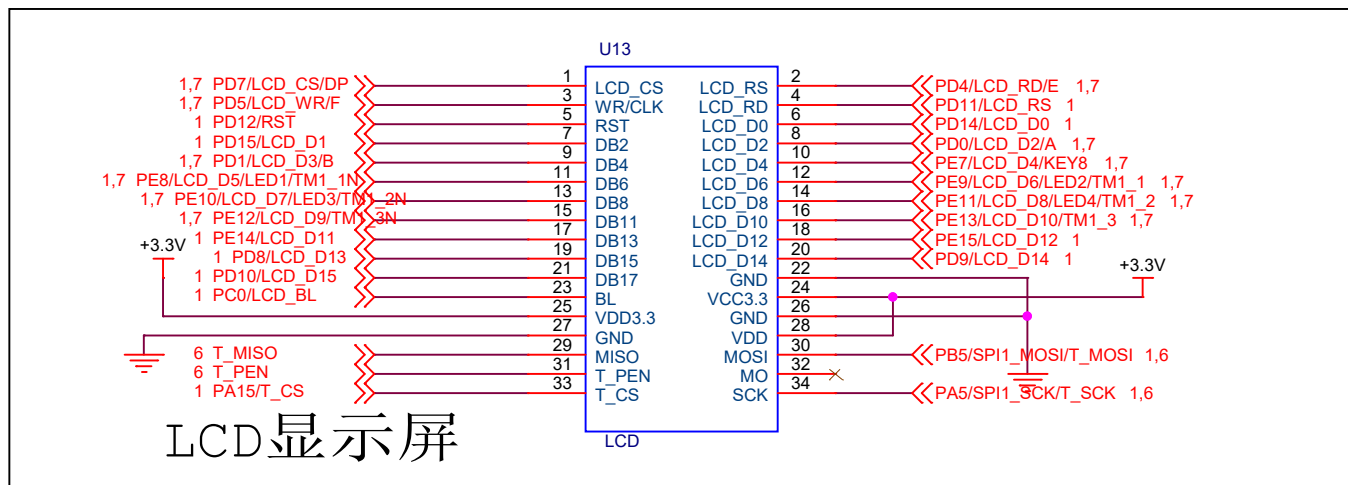 U13
1,7 PD7/LCD_CS/DP 1 LCD_CS LCD_RS 2 PD4/LCD_RD/E 1,7
1,7 PD5/LCD_WR/F 3 WR/CLK LCD_RD 4 PD11/LCD_RS 1
1 PD12/RST 5 RST LCD_D0 6 PD14/LCD_D0 1
1 PD15/LCD_D1 7 DB2 LCD_D2 8 PD0/LCD_D2/A 1,7
1,7 PD1/LCD_D3/B 9 DB4 LCD_D4 10 PE7/LCD_D4/KEY8 1,7
1,7 PE8/LCD_D5/LED1/TM1_1N 11 DB6 LCD_D6 12 PE9/LCD_D6/LED2/TM1_1 1,7
1,7 PE10/LCD_D7/LED3/TM1_2N 13 DB8 LCD_D8 14 PE11/LCD_D8/LED4/TM1_2 1,7
1,7 PE12/LCD_D9/TM1_3N 15 DB11 LCD_D10 16 PE13/LCD_D10/TM1_3 1,7
1 PE14/LCD_D11 17 DB13 LCD_D12 18 PE15/LCD_D12 1
+3.3V 1 PD8/LCD_D13 19 DB15 LCD_D14 20 PD9/LCD_D14 1
1 PD10/LCD_D15 21 DB17 GND 22 +3.3V
1 PC0/LCD_BL 23 BL VCC3.3 24
25 VDD3.3 GND 26
27 GND VDD 28
6 T_MISO 29 MISO MOSI 30 PB5/SPI1_MOSI/T_MOSI 1,6
6 T_PEN 31 T_PEN MO 32
1 PA15/T_CS 33 T_CS SCK 34 PA5/SPI1_SCK/T_SCK 1,6
LCD显示屏
LCD